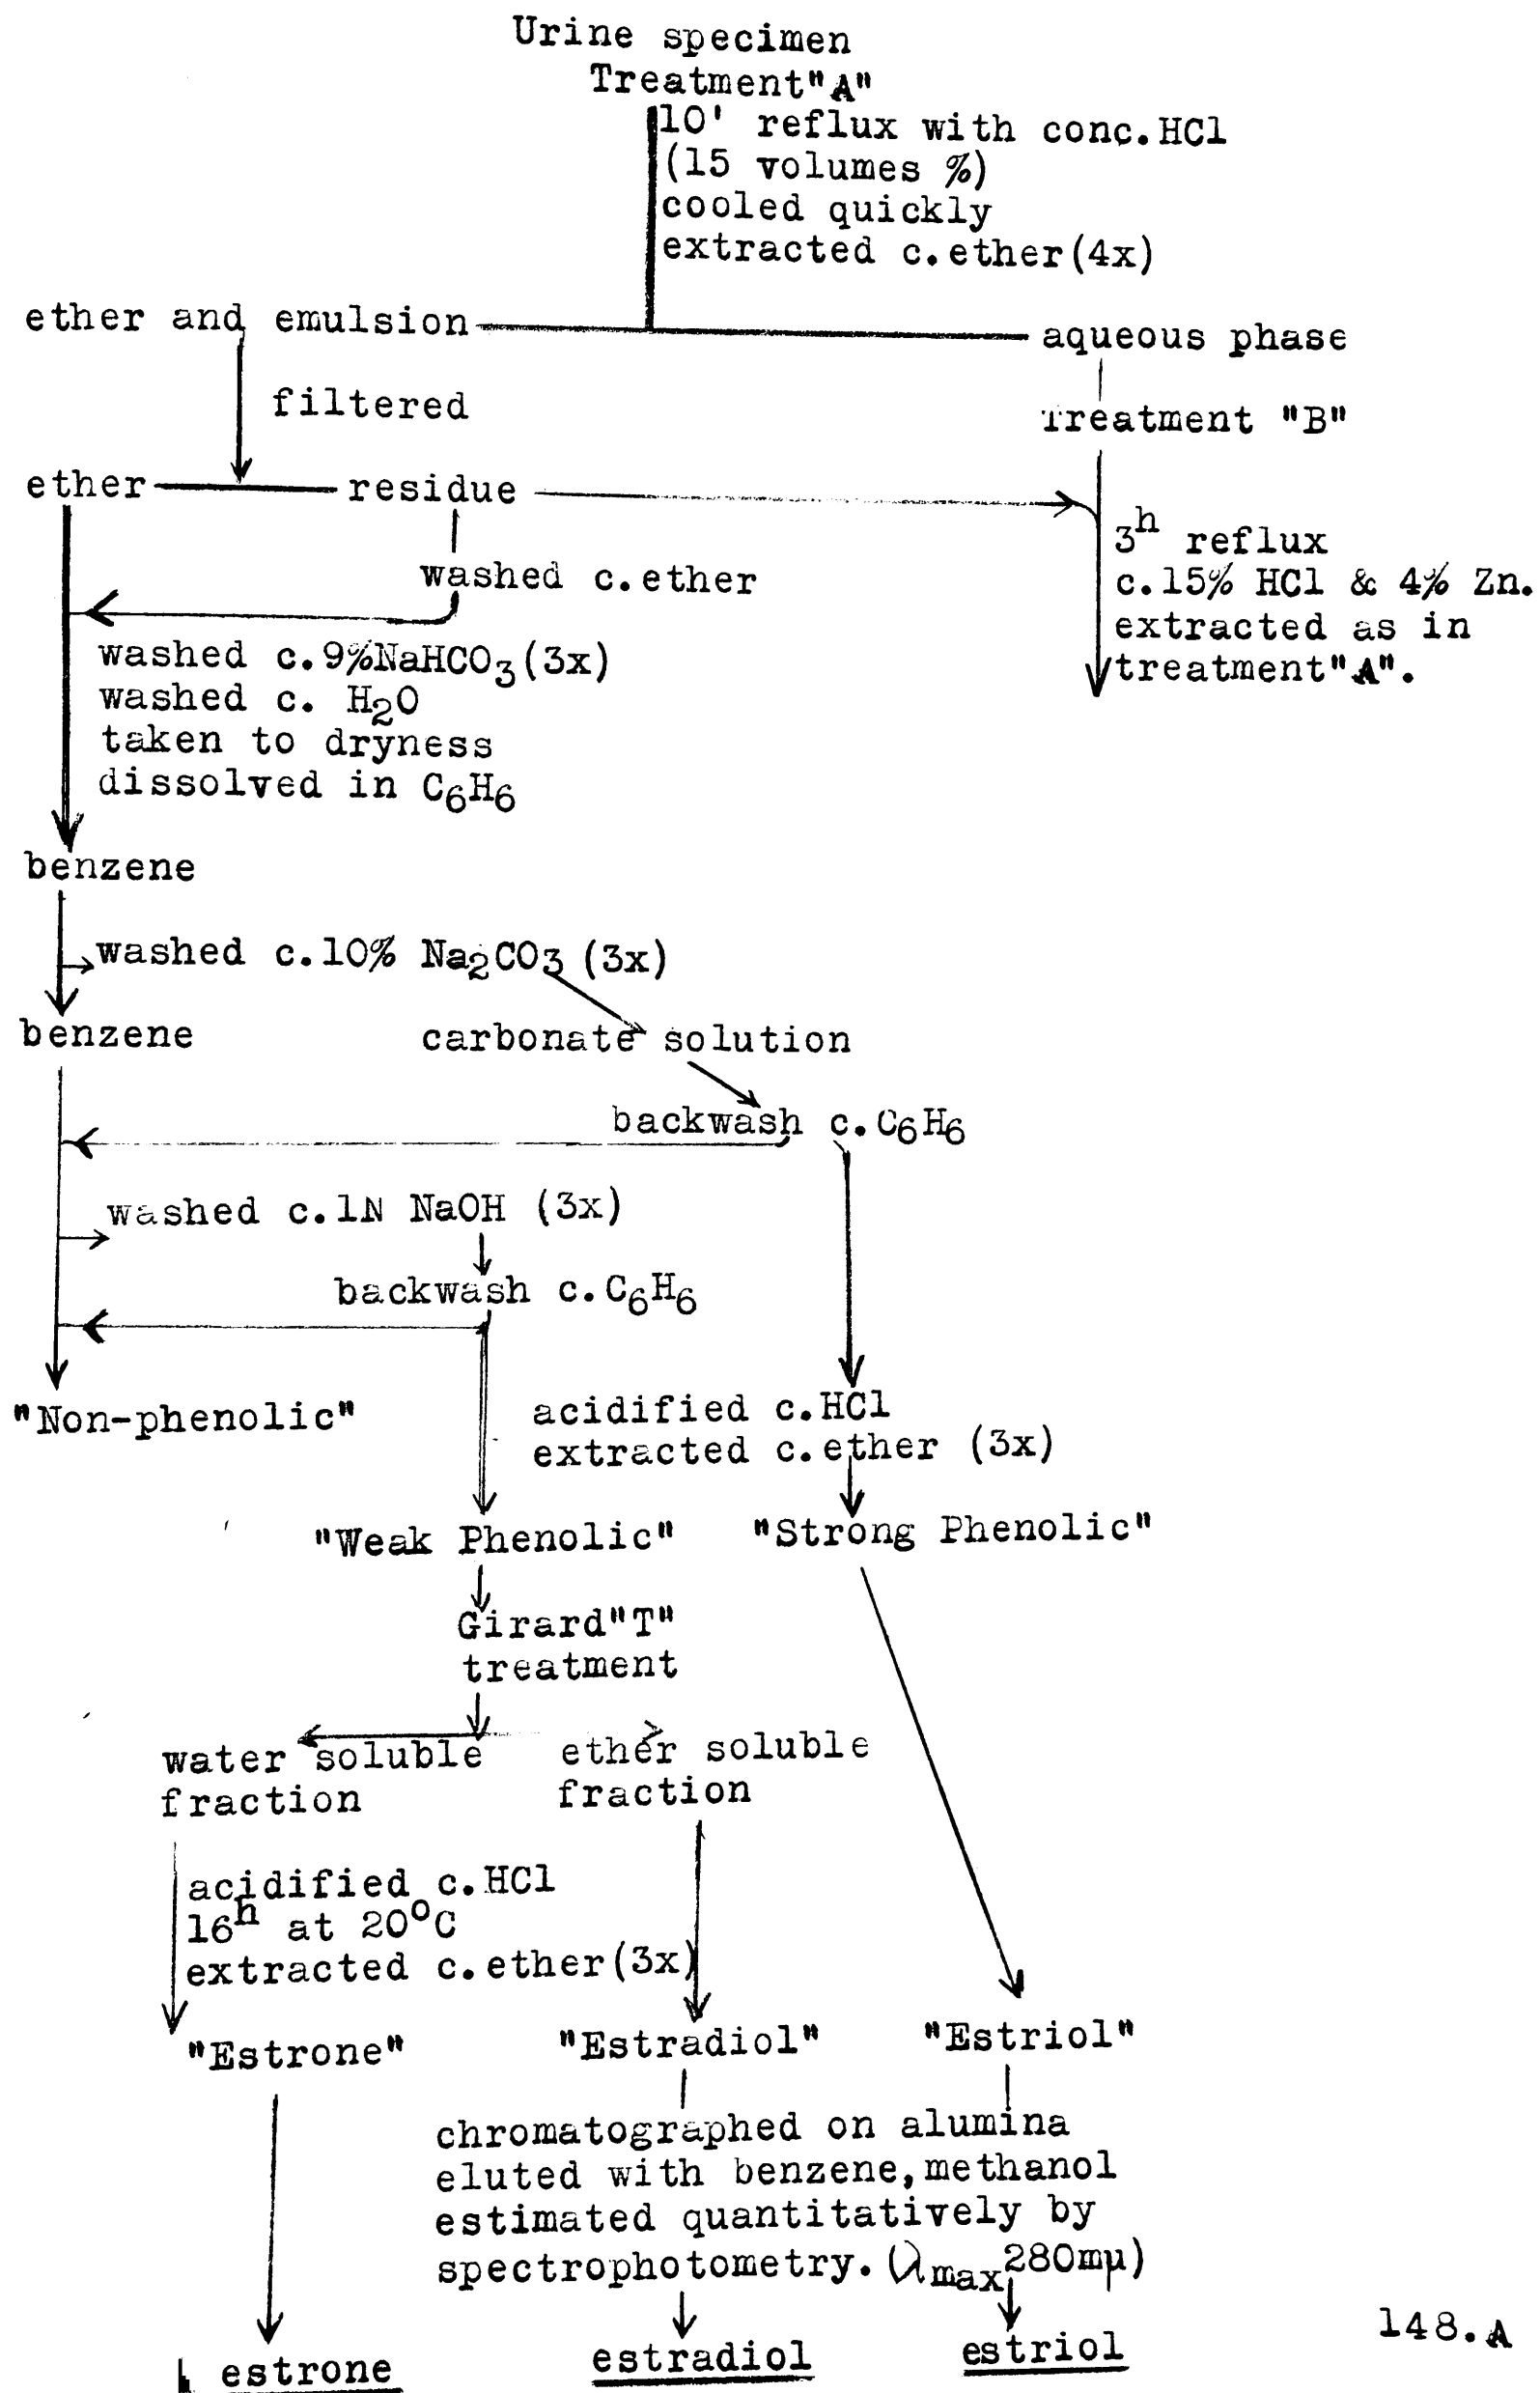 Urine specimen
Treatment"A"
10' reflux with conc.HCl
(15 volumes %)
cooled quickly
extracted c.ether(4x)
ether and emulsion
aqueous phase
filtered
Treatment "B"
ether
residue
3h reflux
c.15% HCl & 4% Zn.
extracted as in
treatment"A".
washed c.ether
washed c.9%NaHCO3(3x)
washed c. H2O
taken to dryness
dissolved in C6H6
benzene
washed c.10% Na2CO3 (3x)
benzene
carbonate solution
backwash c.C6H6
washed c.1N NaOH (3x)
backwash c.C6H6
"Non-phenolic"
acidified c.HCl
extracted c.ether (3x)
"Weak Phenolic"
"Strong Phenolic"
Girard"T"
treatment
water soluble
fraction
ether soluble
fraction
acidified c.HCl
16h at 20°C
extracted c.ether(3x)
"Estrone"
"Estradiol"
"Estriol"
chromatographed on alumina
eluted with benzene,methanol
estimated quantitatively by
spectrophotometry.(λmax280mμ)
estrone
estradiol
estriol
148.A